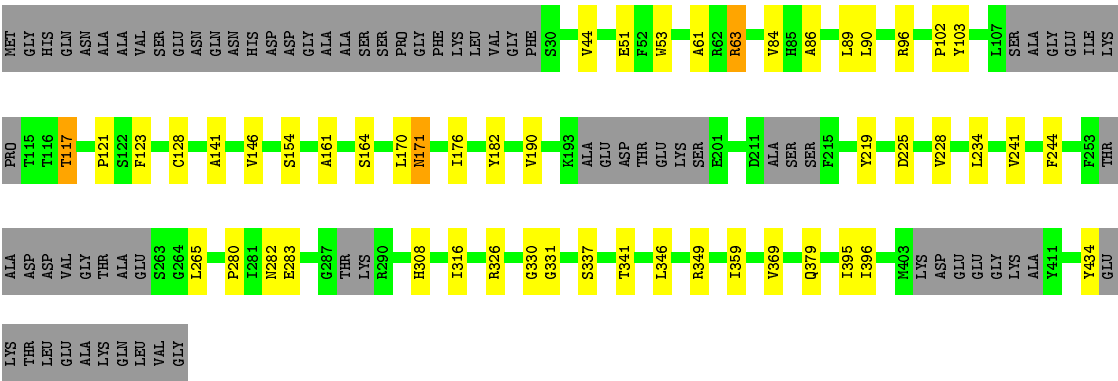 MET GLY HIS GLN ASN ALA ALA VAL SER GLU ASN GLN ASN HIS ASP ASP GLY ALA ALA SER SER PRO GLY PHE LYS LEU VAL GLY PHE S30 V44 E51 F52 W53 A61 R62 R63 V84 H85 A86 L89 L90 R96 P102 Y103 L107 SER ALA GLY GLU ILE LYS
PRO T115 T116 T117 P121 S122 F123 C128 A141 V146 S154 A161 S164 L170 N171 I176 Y182 V190 K193 ALA GLU ASP THR GLU LYS SER E201 D211 ALA SER SER F215 Y219 D225 V228 L234 V241 F244 F253 THR
ALA ASP ASP VAL GLY THR ALA GLU S263 G264 L265 P280 I281 N282 E283 G287 THR LYS R290 H308 I316 R326 G330 G331 S337 T341 L346 R349 I359 V369 Q379 I395 I396 M403 LYS ASP GLU GLU GLY LYS ALA Y411 Y434 GLU
LYS THR LEU GLU ALA LYS GLN LEU VAL GLY